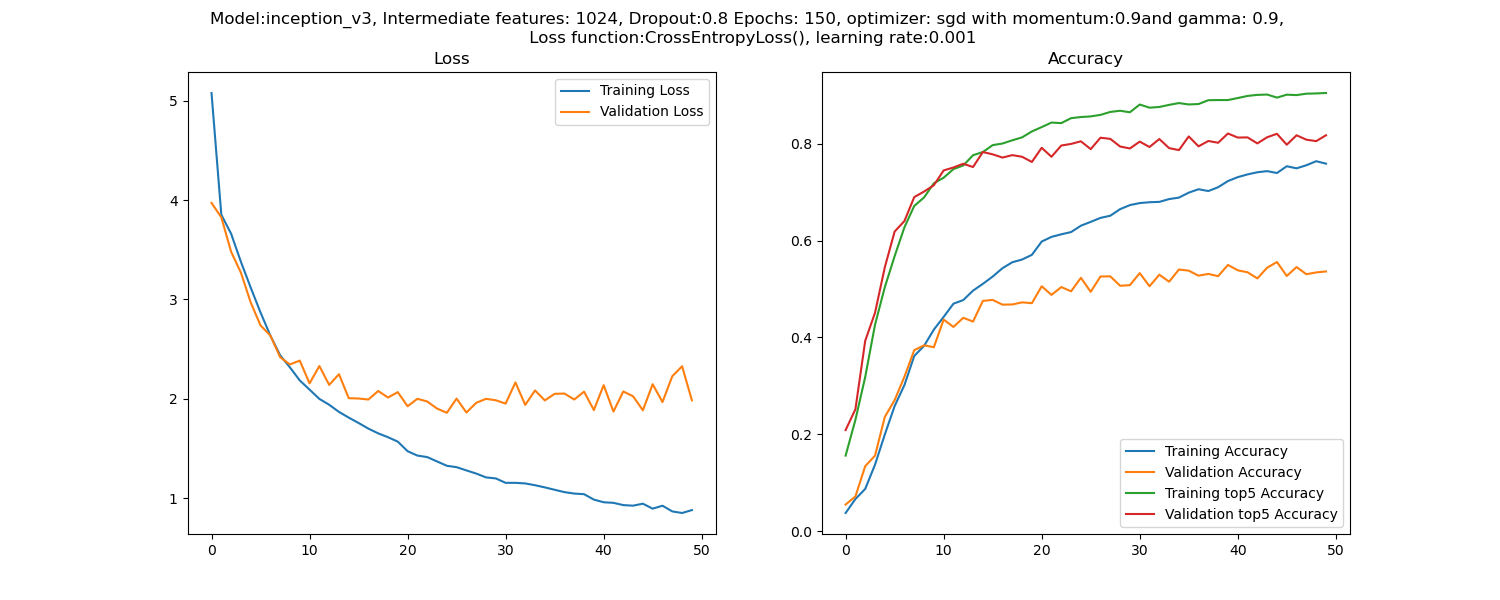 Model:inception_v3, Intermediate features: 1024, Dropout:0.8 Epochs: 150, optimizer: sgd with momentum:0.9and gamma: 0.9,
Loss function:CrossEntropyLoss(), learning rate:0.001
Loss
Training Loss
Validation Loss
5
4
3
2
1
0
10
20
30
40
50
Accuracy
0.8
0.6
0.4
0.2
0.0
Training Accuracy
Validation Accuracy
Training top5 Accuracy
Validation top5 Accuracy
0
10
20
30
40
50